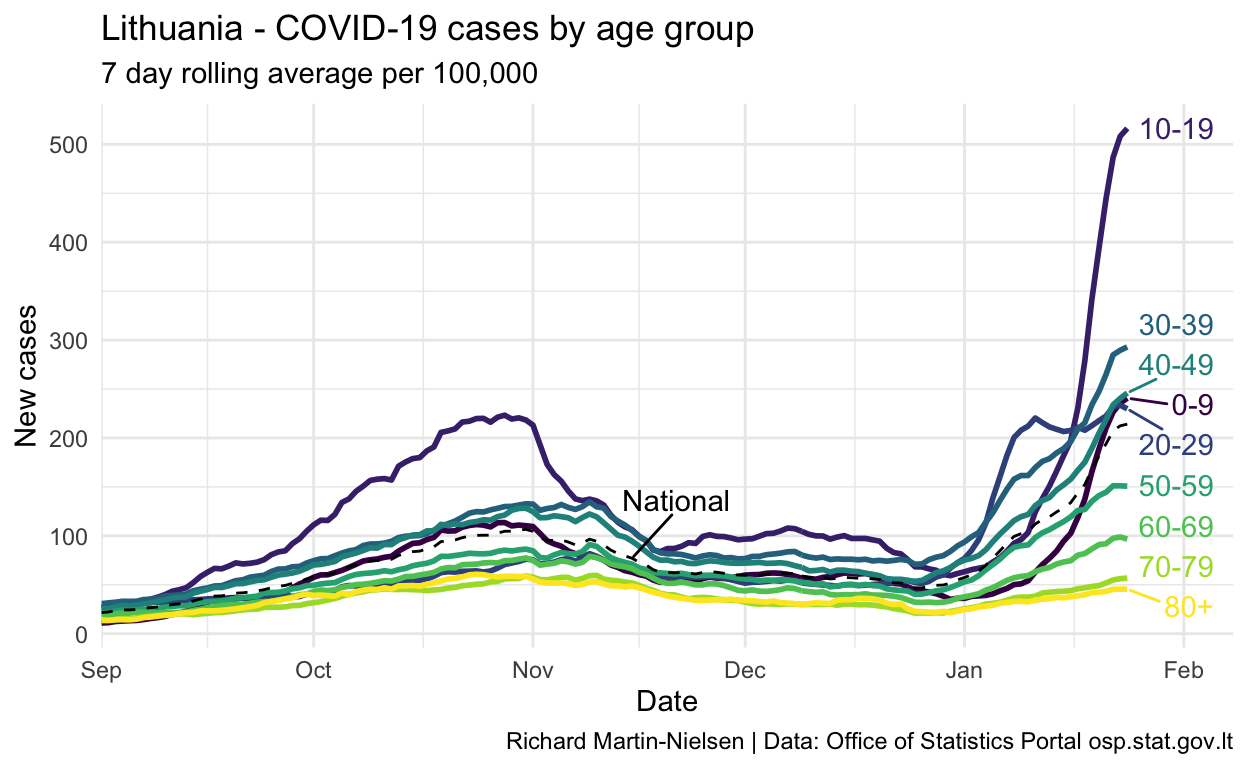 Lithuania - COVID-19 cases by age group
7 day rolling average per 100,000
New cases
500
400
300
200
100
0
10-19
30-39
40-49
0-9
20-29
National
50-59
60-69
70-79
80+
Sep Oct Nov Dec Jan Feb
Date
Richard Martin-Nielsen | Data: Office of Statistics Portal osp.stat.gov.lt